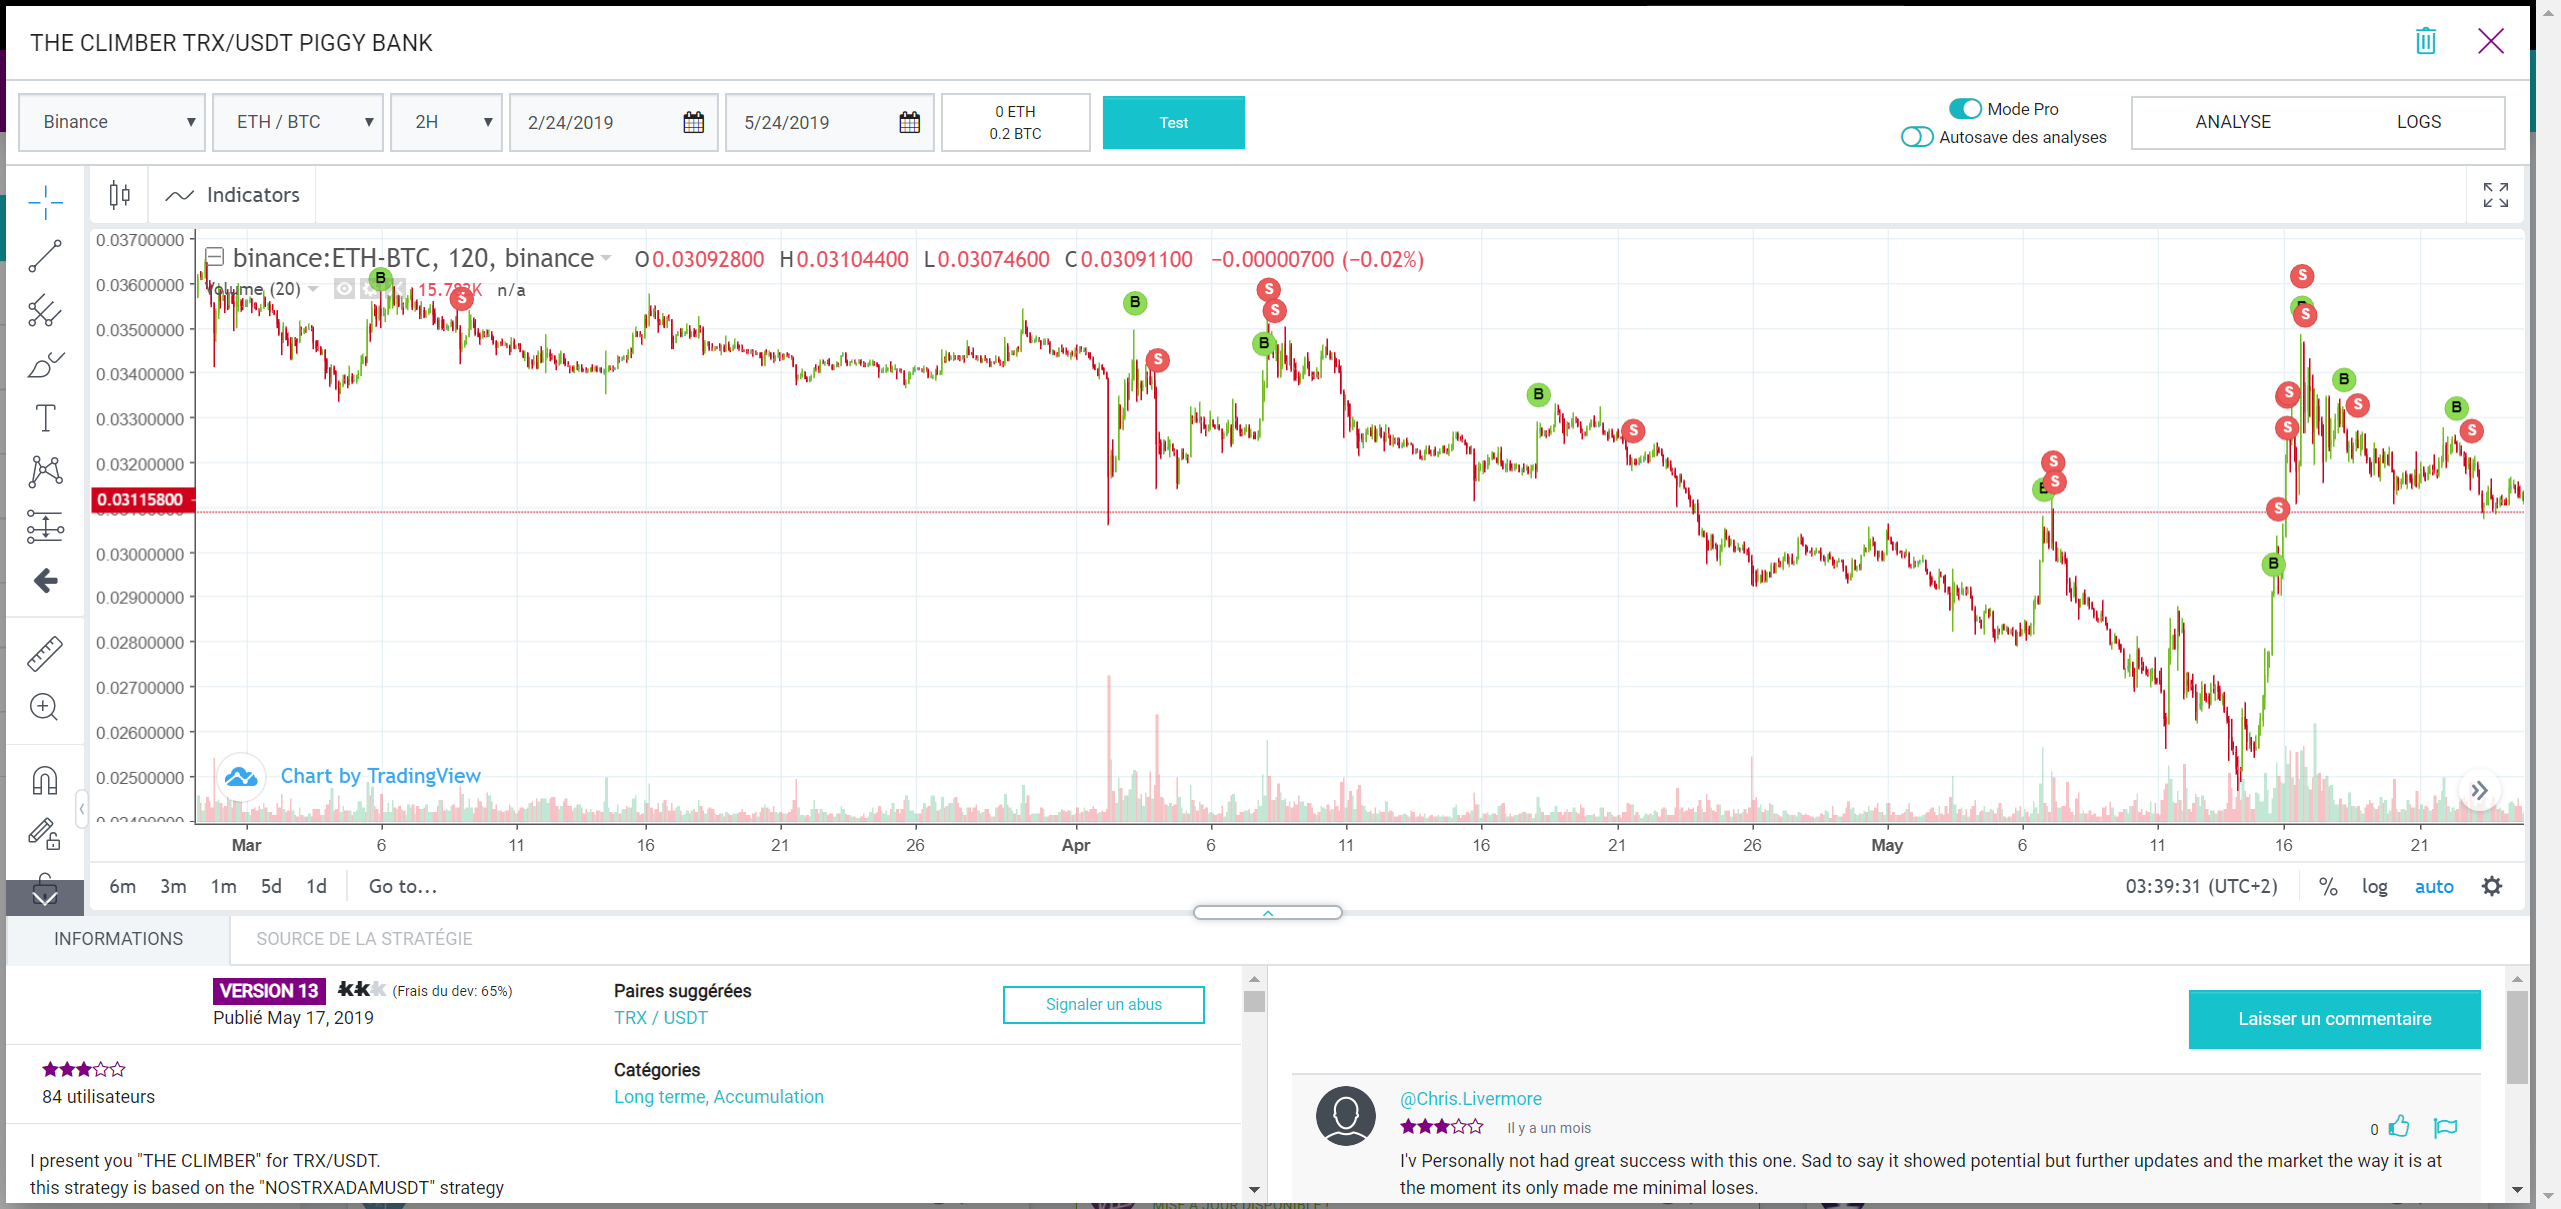 THE CLIMBER TRX/USDT PIGGY BANK
Binance ▼ ETH / BTC ▼ 2H ▼ 2/24/2019 5/24/2019
0 ETH
0.2 BTC
Test
Mode Pro
Autosave des analyses
ANALYSE LOGS
Indicators
binance:ETH-BTC, 120, binance O0.03092800 H0.03104400 L0.03074600 C0.03091100 −0.00000700 (−0.02%)
Volume (20) n/a
0.03700000
0.03600000
0.03500000
0.03400000
0.03300000
0.03200000
0.03115800
0.03000000
0.02900000
0.02800000
0.02700000
0.02600000
0.02500000
B
S
B
S
S
S
B
B
S
S
S
B
S
S
S
S
S
B
B
S
B
S
Chart by TradingView
Mar 6 11 16 21 26 Apr 6 11 16 21 26 May 6 11 16 21
6m 3m 1m 5d 1d Go to...
03:39:31 (UTC+2) % log auto
INFORMATIONS SOURCE DE LA STRATÉGIE
VERSION 13 (Frais du dev: 65%)
Publié May 17, 2019
Paires suggérées
TRX / USDT
Signaler un abus
84 utilisateurs
Catégories
Long terme, Accumulation
I present you "THE CLIMBER" for TRX/USDT.
this strategy is based on the "NOSTRXADAMUSDT" strategy
Laisser un commentaire
@Chris.Livermore
Il y a un mois
0
I'v Personally not had great success with this one. Sad to say it showed potential but further updates and the market the way it is at
the moment its only made me minimal loses.